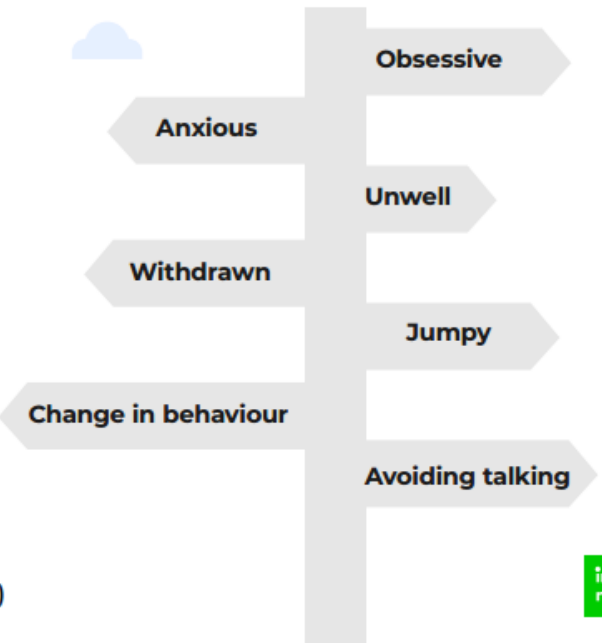 Obsessive
Anxious
Unwell
Withdrawn
Jumpy
Change in behaviour
Avoiding talking
)